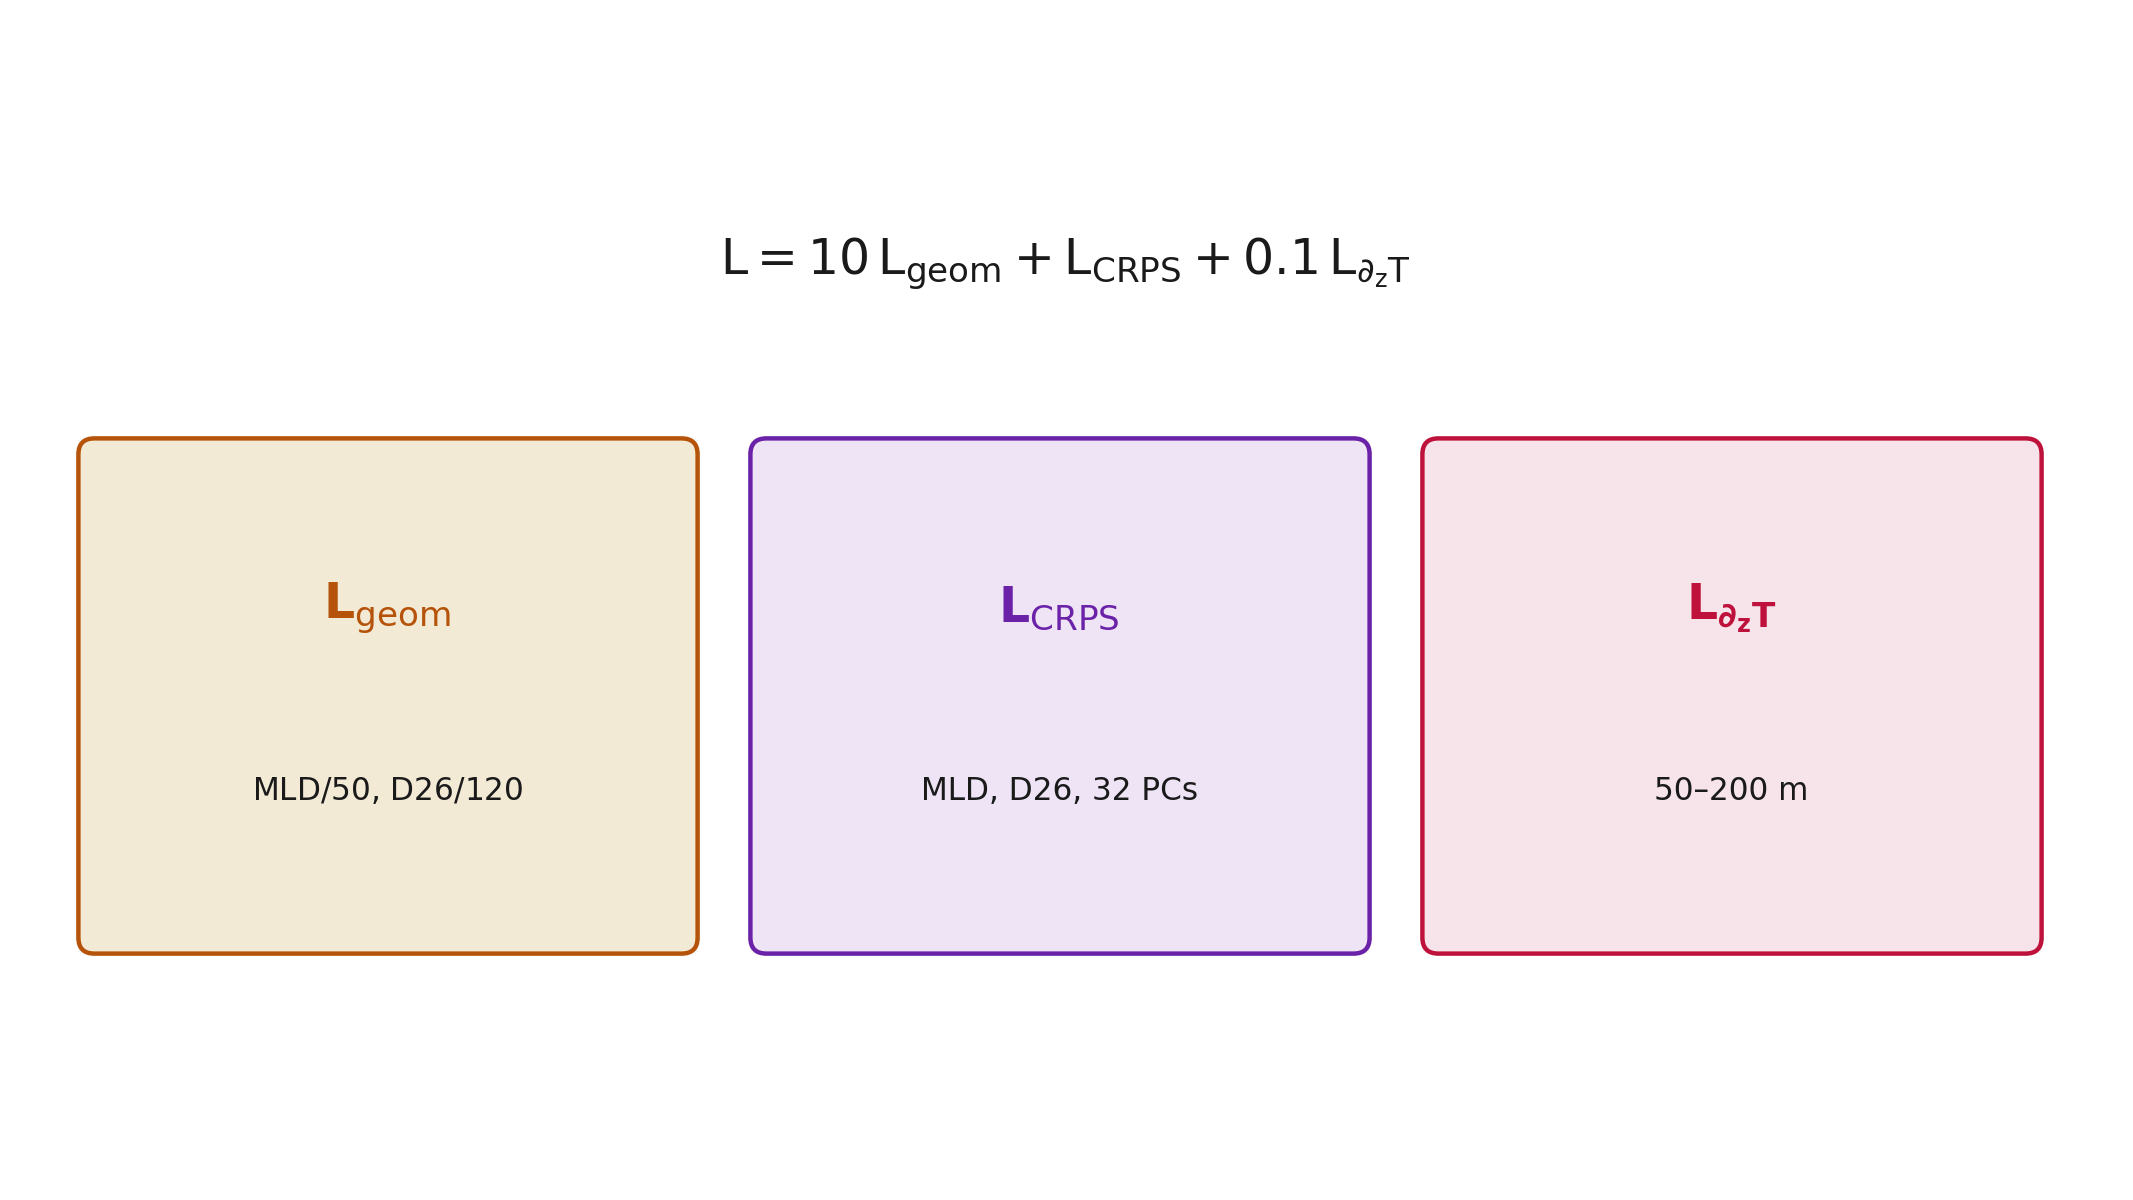 L = 10 L_geom + L_CRPS + 0.1 L_∂zT
L_geom
L_CRPS
L_∂zT
MLD/50, D26/120
MLD, D26, 32 PCs
50–200 m